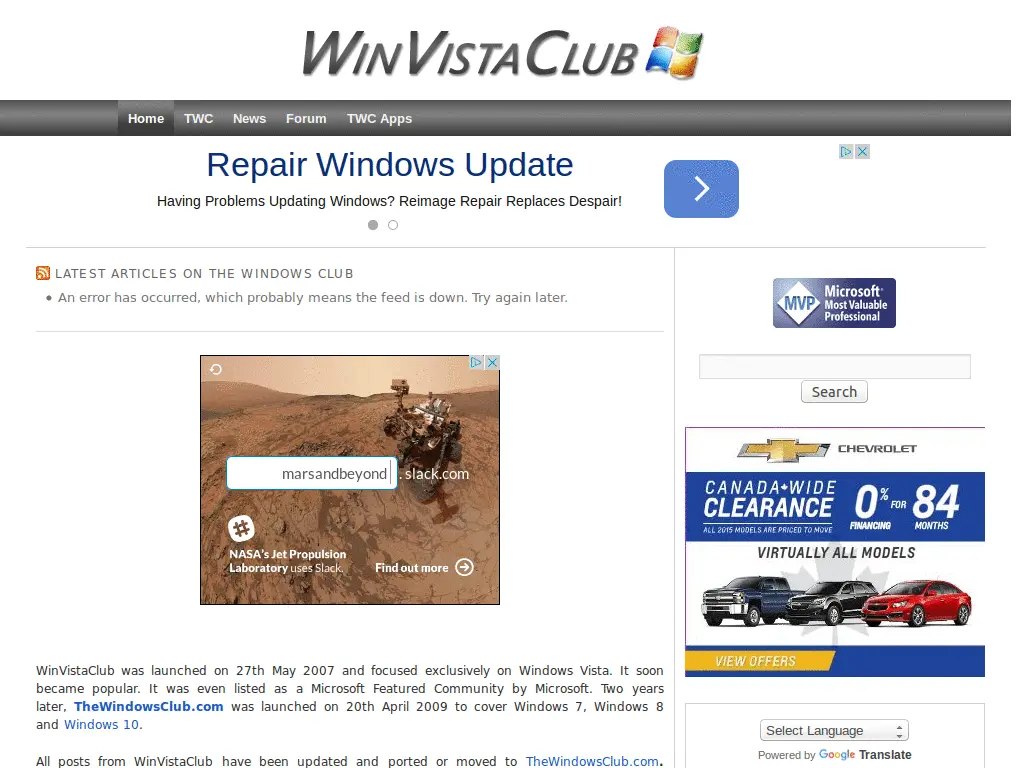 WinVistaClub
Home TWC News Forum TWC Apps
Repair Windows Update
Having Problems Updating Windows? Reimage Repair Replaces Despair!
LATEST ARTICLES ON THE WINDOWS CLUB
An error has occurred, which probably means the feed is down. Try again later.
marsandbeyond .slack.com
NASA's Jet Propulsion
Laboratory uses Slack.
Find out more
WinVistaClub was launched on 27th May 2007 and focused exclusively on Windows Vista. It soon
became popular. It was even listed as a Microsoft Featured Community by Microsoft. Two years
later, TheWindowsClub.com was launched on 20th April 2009 to cover Windows 7, Windows 8
and Windows 10.
All posts from WinVistaClub have been updated and ported or moved to TheWindowsClub.com.
MVP
Microsoft®
Most Valuable
Professional
Search
CHEVROLET
CANADA WIDE
CLEARANCE
ALL 2015 MODELS ARE PRICED TO MOVE
0%
FINANCING
FOR
84
MONTHS
VIRTUALLY ALL MODELS
VIEW OFFERS
Select Language
Powered by Google Translate